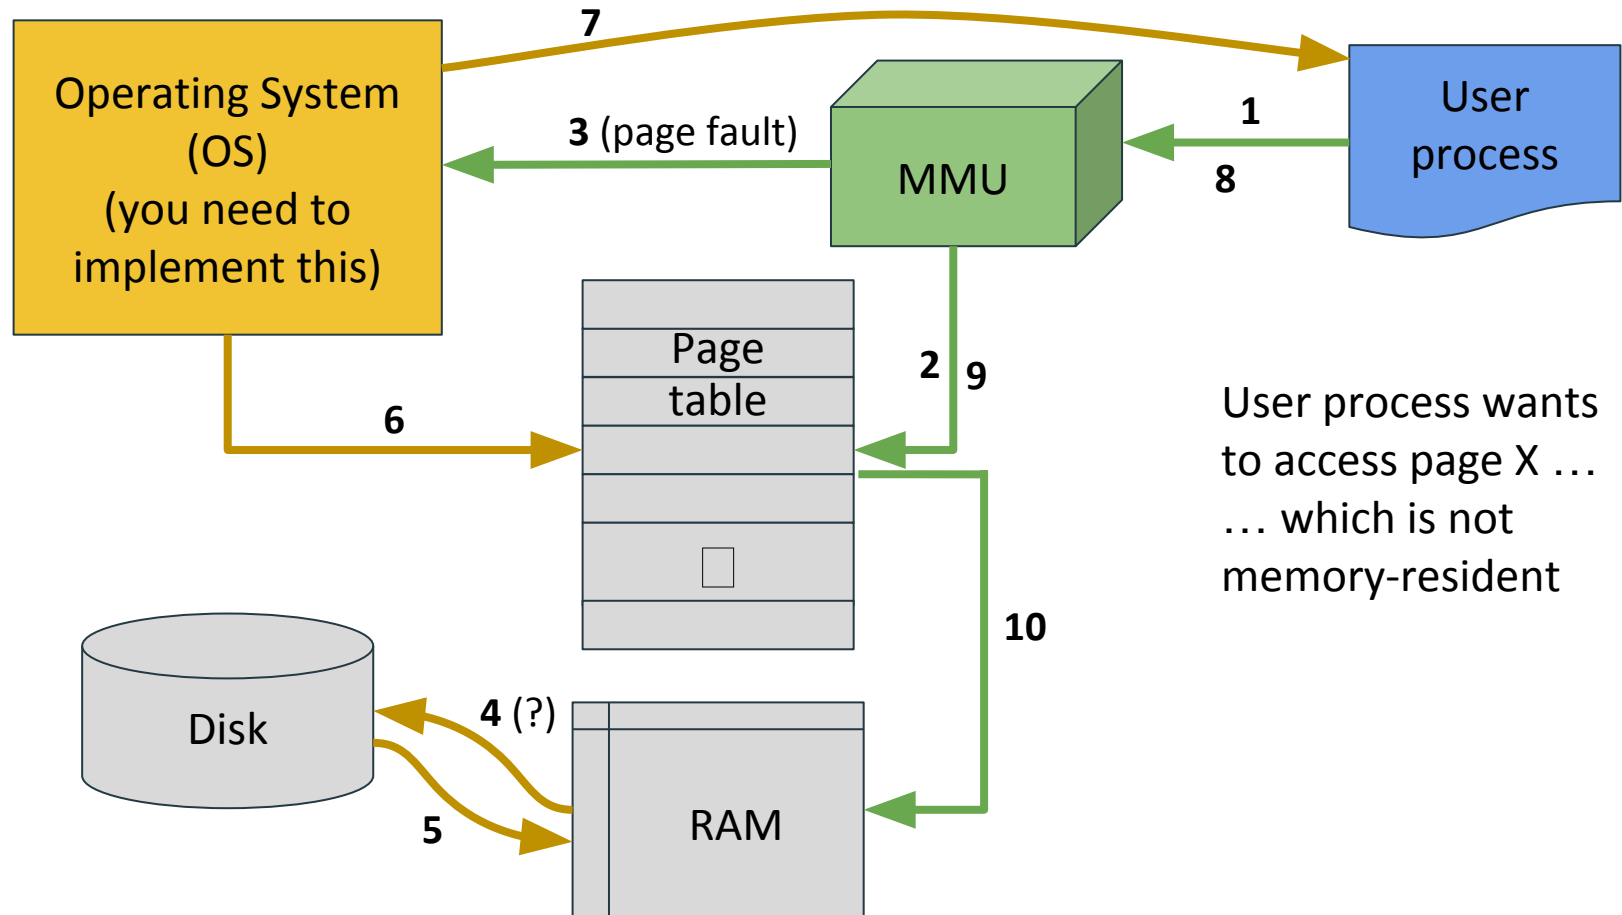 7
Operating System
(OS)
(you need to
implement this)
3 (page fault)
MMU
1
8
User
process
Page
table
2
9
6
User process wants
to access page X …
… which is not
memory-resident
10
Disk
4 (?)
5
RAM